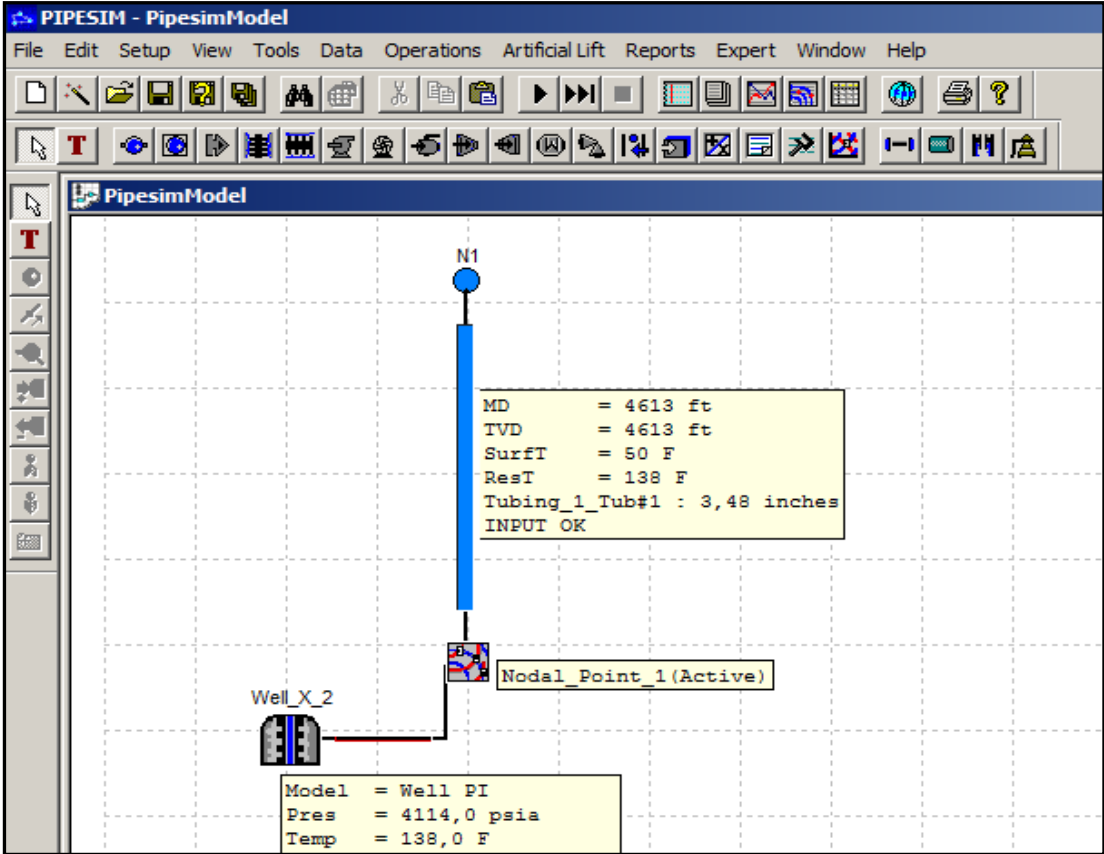 PIPESIM - PipesimModel
File Edit Setup View Tools Data Operations Artificial Lift Reports Expert Window Help
T
PipesimModel
T
N1
MD = 4613 ft
TVD = 4613 ft
SurfT = 50 F
ResT = 138 F
Tubing_1_Tub#1 : 3,48 inches
INPUT OK
Nodal_Point_1(Active)
Well_X_2
Model = Well PI
Pres = 4114,0 psia
Temp = 138,0 F